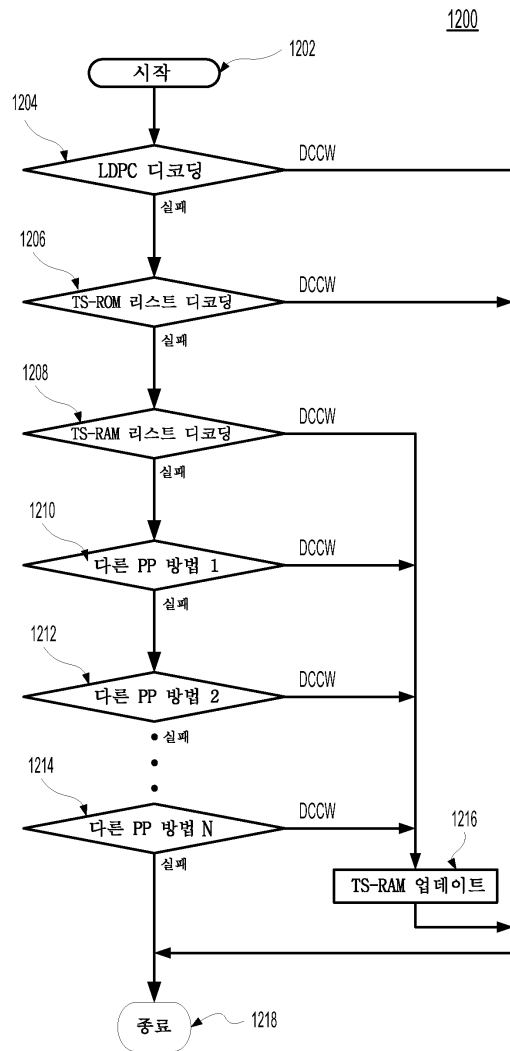 1200
시작
1202
1204
LDPC 디코딩
DCCW
실패
1206
TS-ROM 리스트 디코딩
DCCW
실패
1208
TS-RAM 리스트 디코딩
DCCW
실패
1210
다른 PP 방법 1
DCCW
실패
1212
다른 PP 방법 2
DCCW
실패
1214
다른 PP 방법 N
DCCW
실패
1216
TS-RAM 업데이트
종료
1218